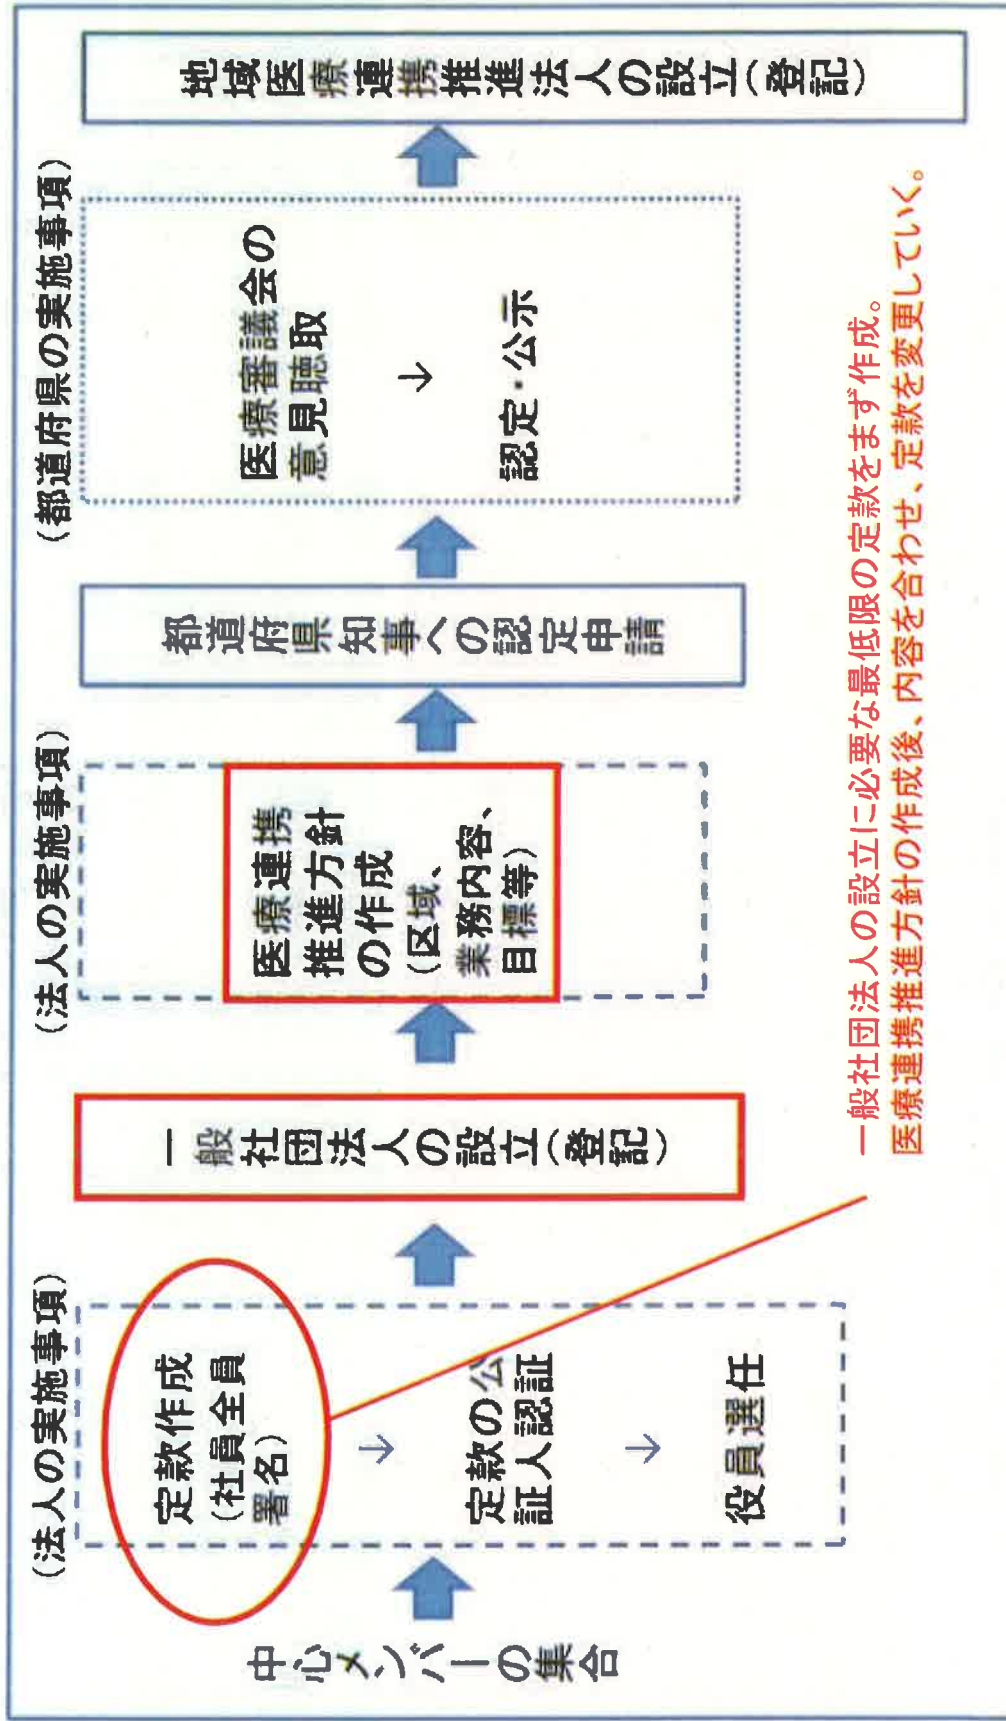 中心メンバーの集合
(法人の実施事項)
定款作成
(社員全員
署名)
↓
定款の公
証人認証
↓
役員選任
一般社団法人の設立(登記)
(法人の実施事項)
医療連携
推進方針
の作成
(区域、
業務内容、
目標等)
都道府県知事への認定申請
(都道府県の実施事項)
医療審議会の
意見聴取
↓
認定・公示
地域医療連携推進法人の設立(登記)
一般社団法人の設立に必要な最低限の定款をまず作成。
医療連携推進方針の作成後、内容を合わせ、定款を変更していく。